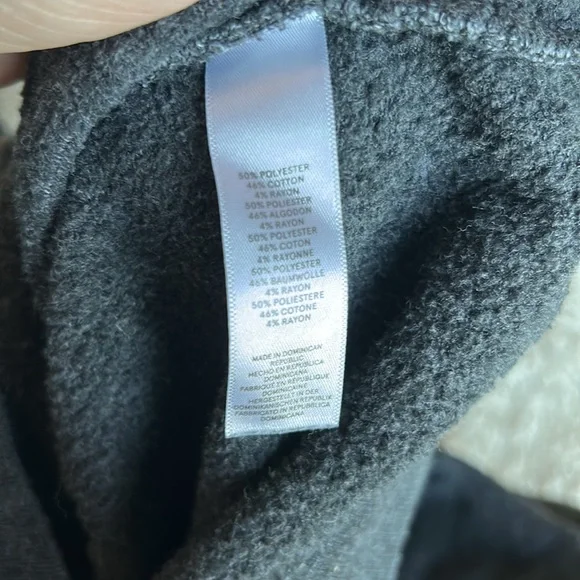 50% POLYESTER
46% COTTON
4% RAYON
50% POLIESTER
46% ALGODON
4% RAYON
50% POLYESTER
46% COTON
4% RAYONNE
50% POLYESTER
46% BAUMWOLLE
4% RAYON
50% POLIESTERE
46% COTONE
4% RAYON
MADE IN DOMINICAN
REPUBLIC
HECHO EN REPUBLICA
DOMINICANA
FABRIQUÉ EN RÉPUBLIQUE
DOMINICAINE
HERGESTELLT IN DER
DOMINIKANISCHEN REPUBLIK
FABBRICATO IN REPUBBLICA
DOMINICANA